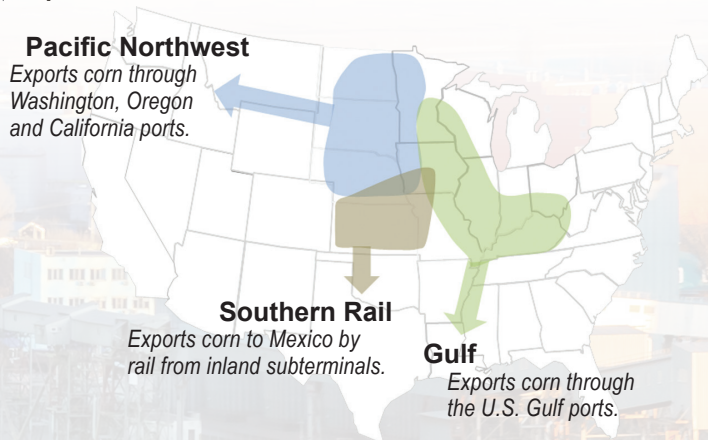 Pacific Northwest
Exports corn through
Washington, Oregon
and California ports.
Southern Rail
Exports corn to Mexico by
rail from inland subterminals.
Gulf
Exports corn through
the U.S. Gulf ports.